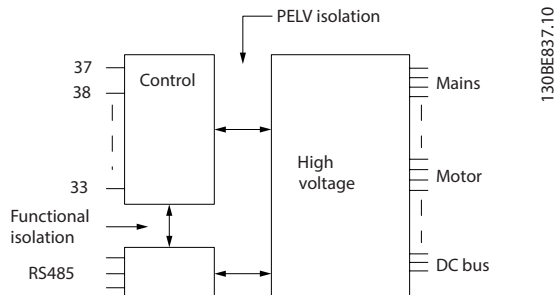 PELV isolation
130BE837.10
37
Control
38
Mains
High
voltage
33
Motor
Functional
isolation
RS485
DC bus